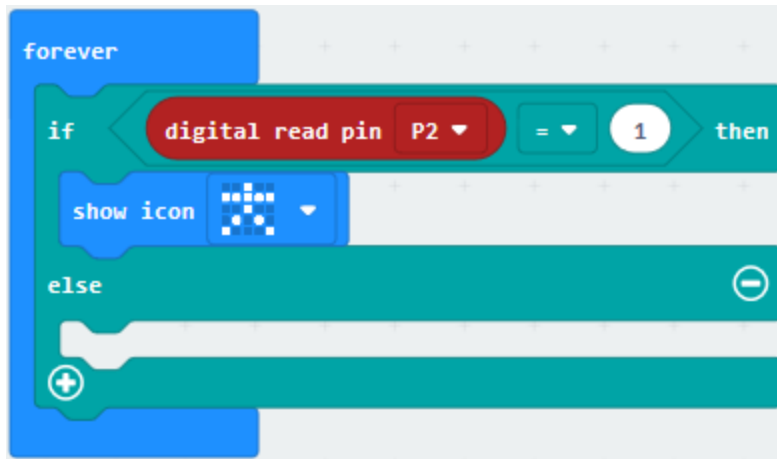 forever
if digital read pin P2 = 1 then
show icon
else